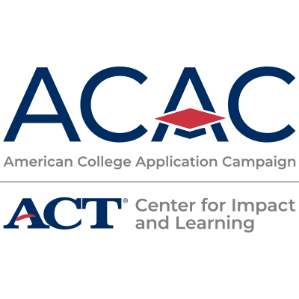 ACAC
American College Application Campaign
ACT® Center for Impact
and Learning